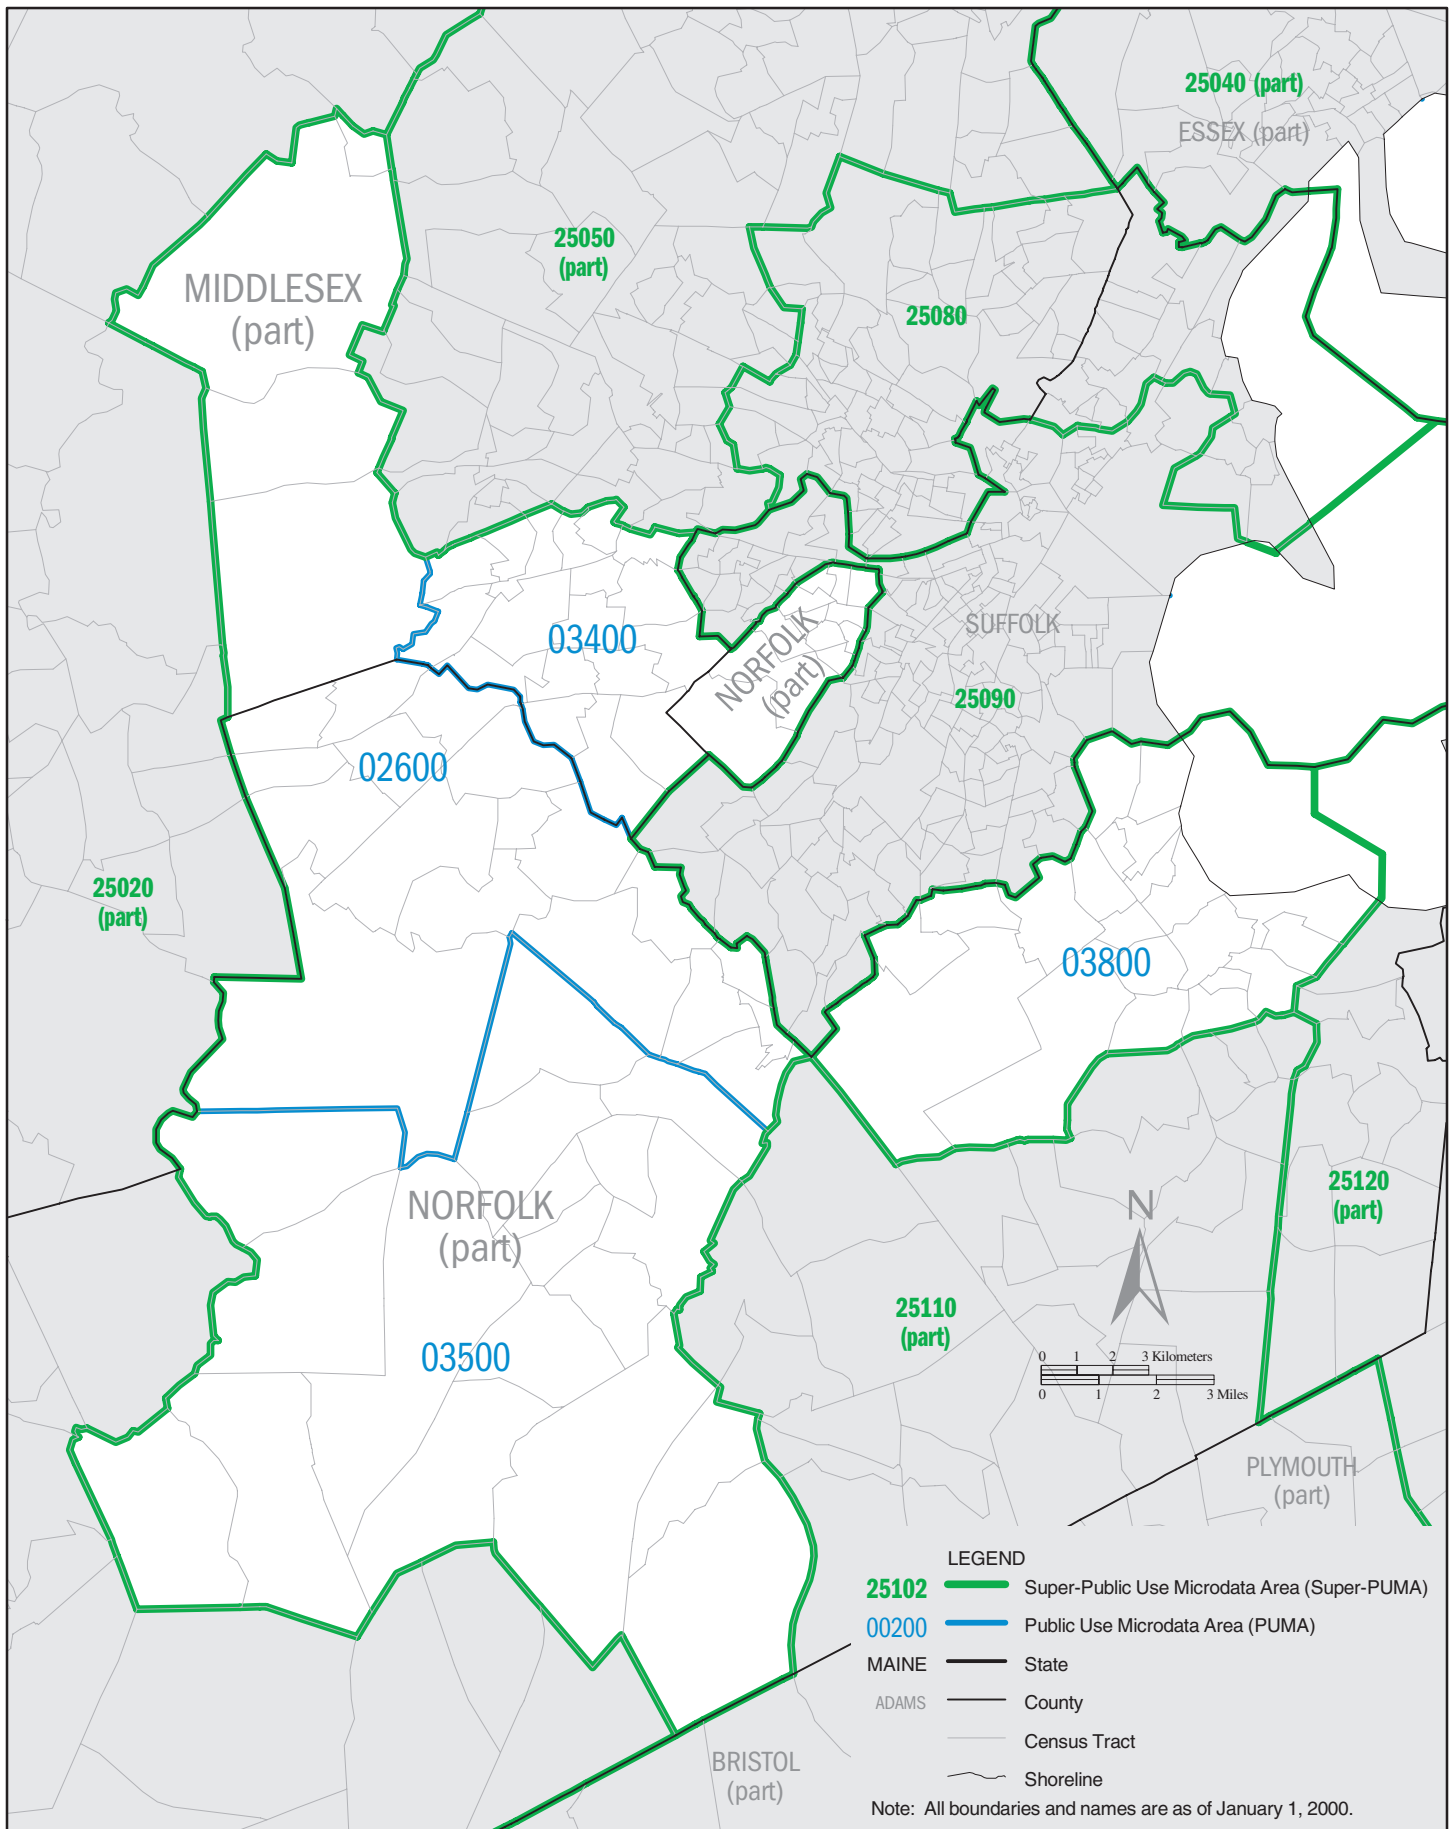 25040 (part)
ESSEX (part)
25050
(part)
MIDDLESEX
(part)
25080
03400
NORFOLK
(part)
SUFFOLK
25090
02600
25020
(part)
03800
NORFOLK
(part)
25120
(part)
N
25110
(part)
03500
0 1 2 3 Kilometers
0 1 2 3 Miles
PLYMOUTH
(part)
BRISTOL
(part)
LEGEND
25102 Super-Public Use Microdata Area (Super-PUMA)
00200 Public Use Microdata Area (PUMA)
MAINE State
ADAMS County
Census Tract
Shoreline
Note: All boundaries and names are as of January 1, 2000.